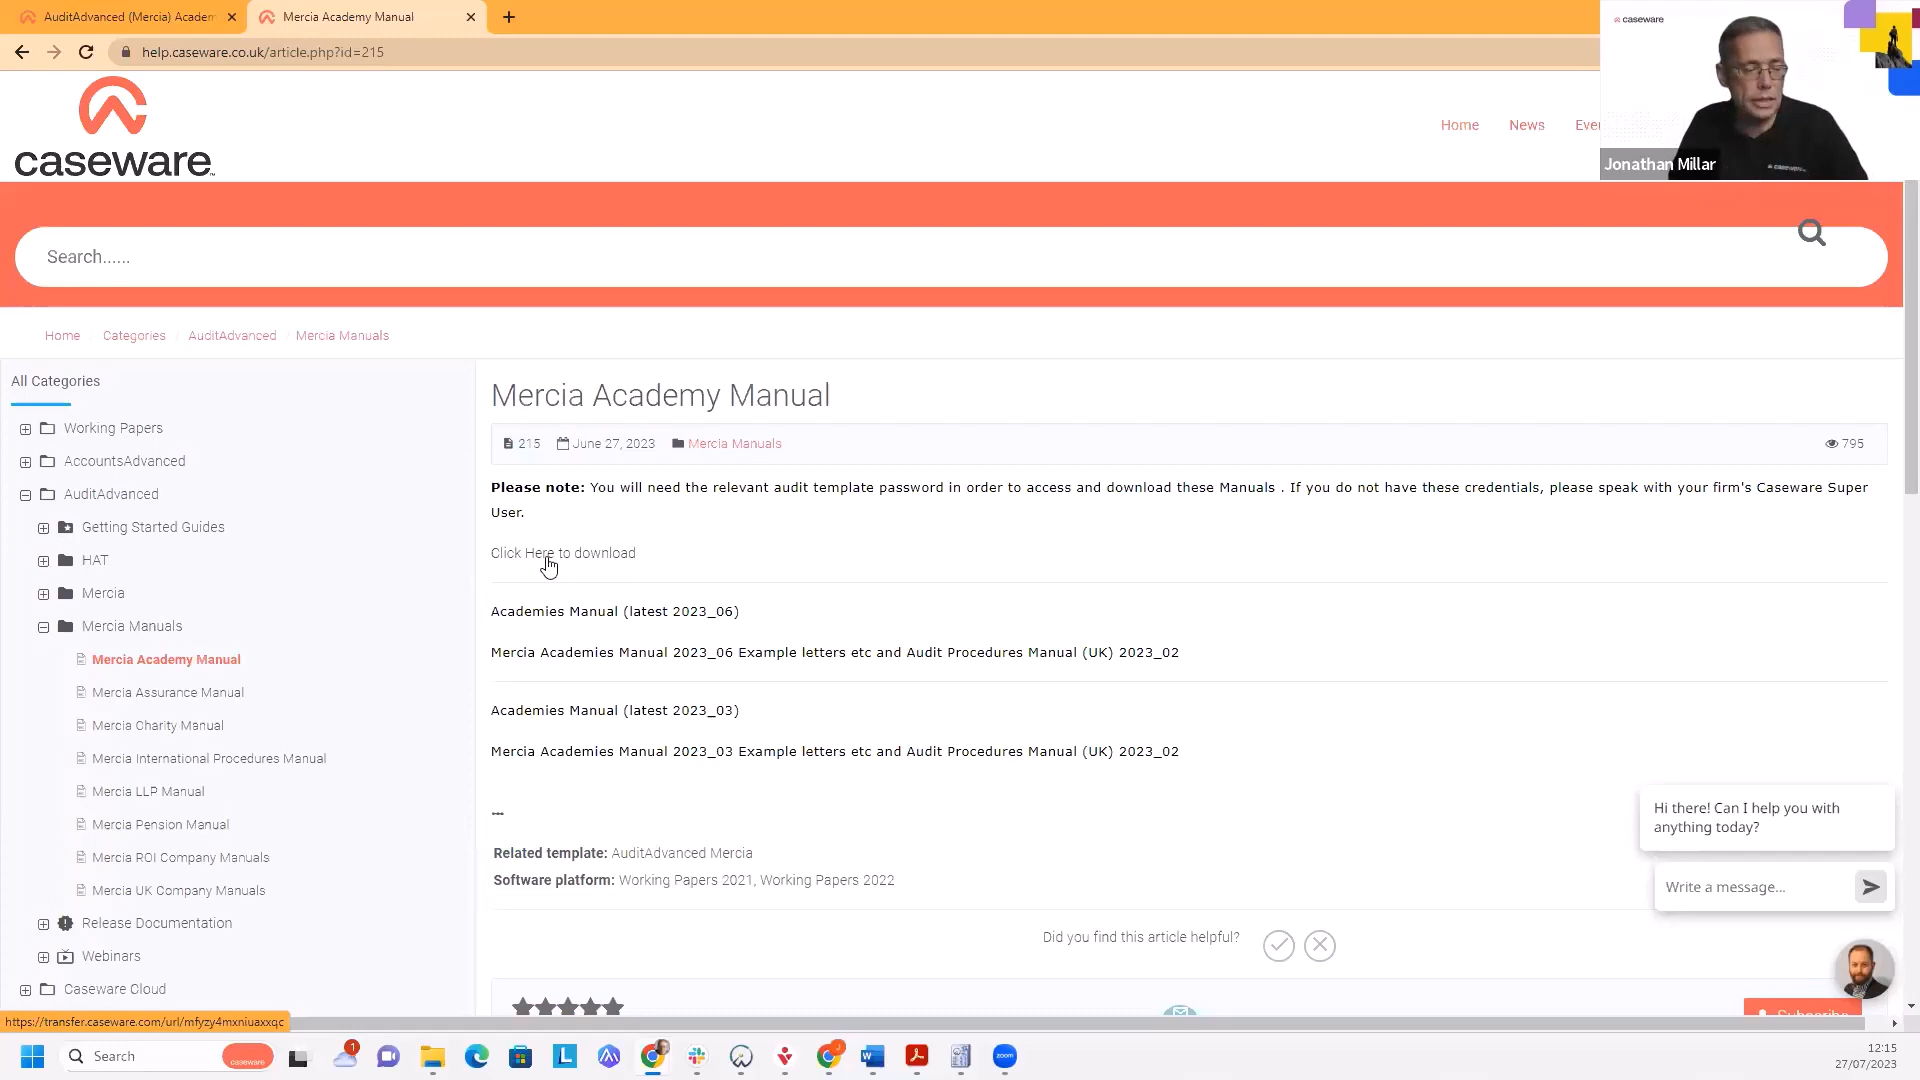 AuditAdvanced (Mercia) Academ
Mercia Academy Manual
help.caseware.co.uk/article.php?id=215
caseware
Jonathan Millar
caseware
Home
News
Eve
Search......
Home
Categories
AuditAdvanced
Mercia Manuals
All Categories
Working Papers
AccountsAdvanced
AuditAdvanced
Getting Started Guides
HAT
Mercia
Mercia Manuals
Mercia Academy Manual
Mercia Assurance Manual
Mercia Charity Manual
Mercia International Procedures Manual
Mercia LLP Manual
Mercia Pension Manual
Mercia ROI Company Manuals
Mercia UK Company Manuals
Release Documentation
Webinars
Caseware Cloud
Mercia Academy Manual
215
June 27, 2023
Mercia Manuals
795
Please note: You will need the relevant audit template password in order to access and download these Manuals . If you do not have these credentials, please speak with your firm's Caseware Super
User.
Click Here to download
Academies Manual (latest 2023_06)
Mercia Academies Manual 2023_06 Example letters etc and Audit Procedures Manual (UK) 2023_02
Academies Manual (latest 2023_03)
Mercia Academies Manual 2023_03 Example letters etc and Audit Procedures Manual (UK) 2023_02
---
Related template: AuditAdvanced Mercia
Software platform: Working Papers 2021, Working Papers 2022
Did you find this article helpful?
Subscribe
Hi there! Can I help you with
anything today?
Write a message...
https://transfer.caseware.com/url/mfyzy4mxniuaxxqc
Search
caseware
1
zoom
12:15
27/07/2023